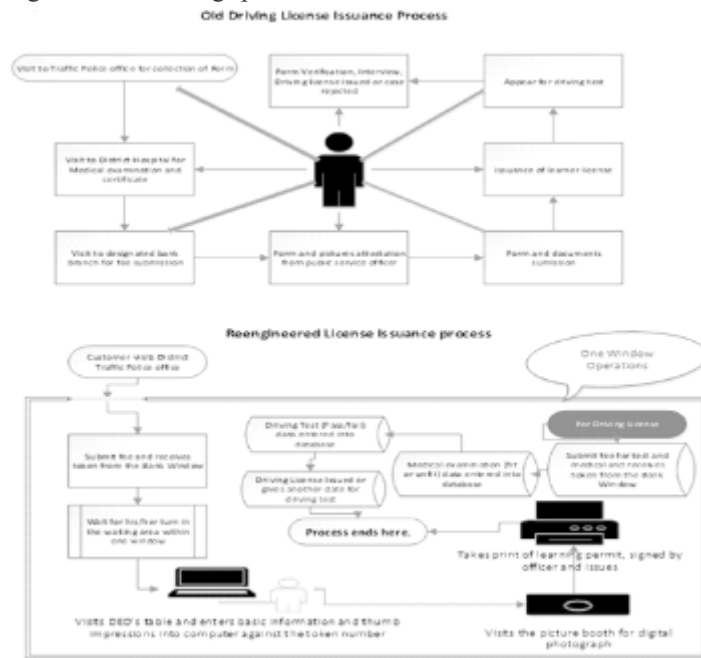 Old Driving License Issuance Process
Visit to Traffic Police office for collection of Form
Form Verification, Interview,
Driving license issued or case
rejected
Appear for driving test
Visit to District Hospital for
Medical examination and
certificate
Issuance of learner license
Visit to designated bank
branch for fee submission
Form and pictures attestation
from public service officer
Form and documents
sumission
Reengineered License Issuance process
Customer visits District
Traffic Police office
One Window
Operations
Driving Test (Pass/fail)
data entered into
database
For Driving License
Submit fee and receives
token from the Bank Window
Medical examination (fit
or unfit) data entered into
database
Submit fee for test and
medical and receives
token from the Bank
Window
Driving License Issued or
gives another date for
driving test
Wait for his/her turn in
the waiting area within
one window
Process ends here.
Takes print of learning permit, signed by
officer and issues
Visits DEO's table and enters basic information and thumb
impressions into computer against the token number
Visits the picture booth for digital
photograph